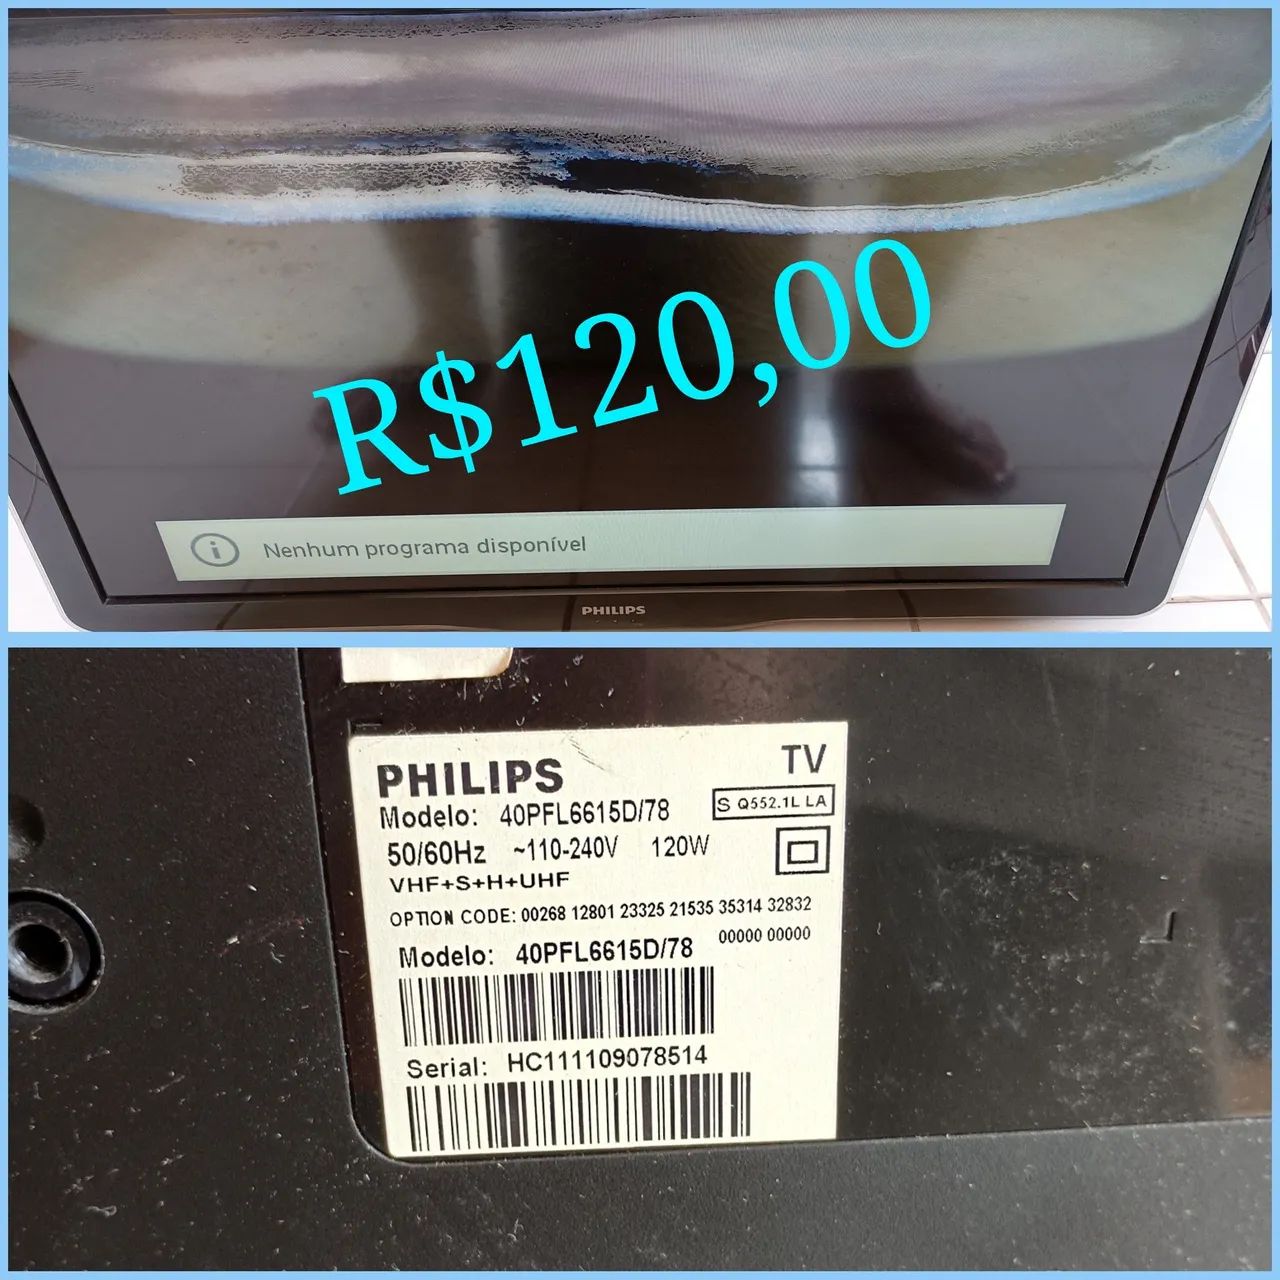 R$120,00
Nenhum programa disponível
PHILIPS
PHILIPS TV
Modelo: 40PFL6615D/78 S Q552.1L LA
50/60Hz ~110-240V 120W
VHF+S+H+UHF
OPTION CODE: 00268 12801 23325 21535 35314 32832
00000 00000
Modelo: 40PFL6615D/78
Serial: HC111109078514